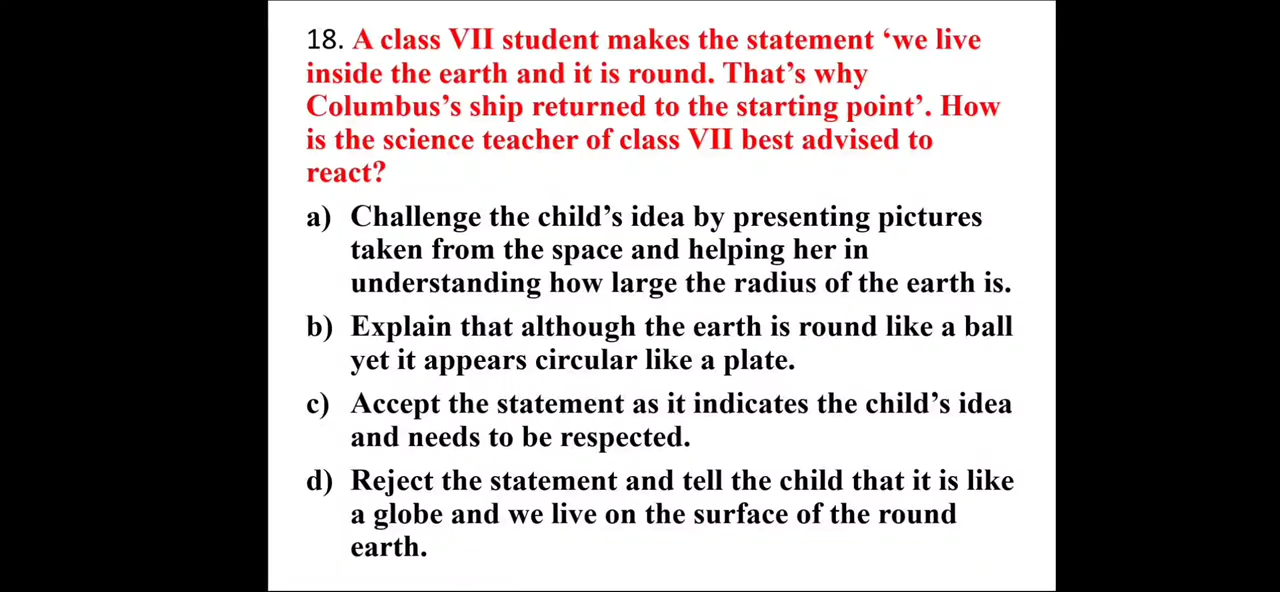 18. A class VII student makes the statement ‘we live
inside the earth and it is round. That’s why
Columbus’s ship returned to the starting point’. How
is the science teacher of class VII best advised to
react?
a) Challenge the child’s idea by presenting pictures
taken from the space and helping her in
understanding how large the radius of the earth is.
b) Explain that although the earth is round like a ball
yet it appears circular like a plate.
c) Accept the statement as it indicates the child’s idea
and needs to be respected.
d) Reject the statement and tell the child that it is like
a globe and we live on the surface of the round
earth.